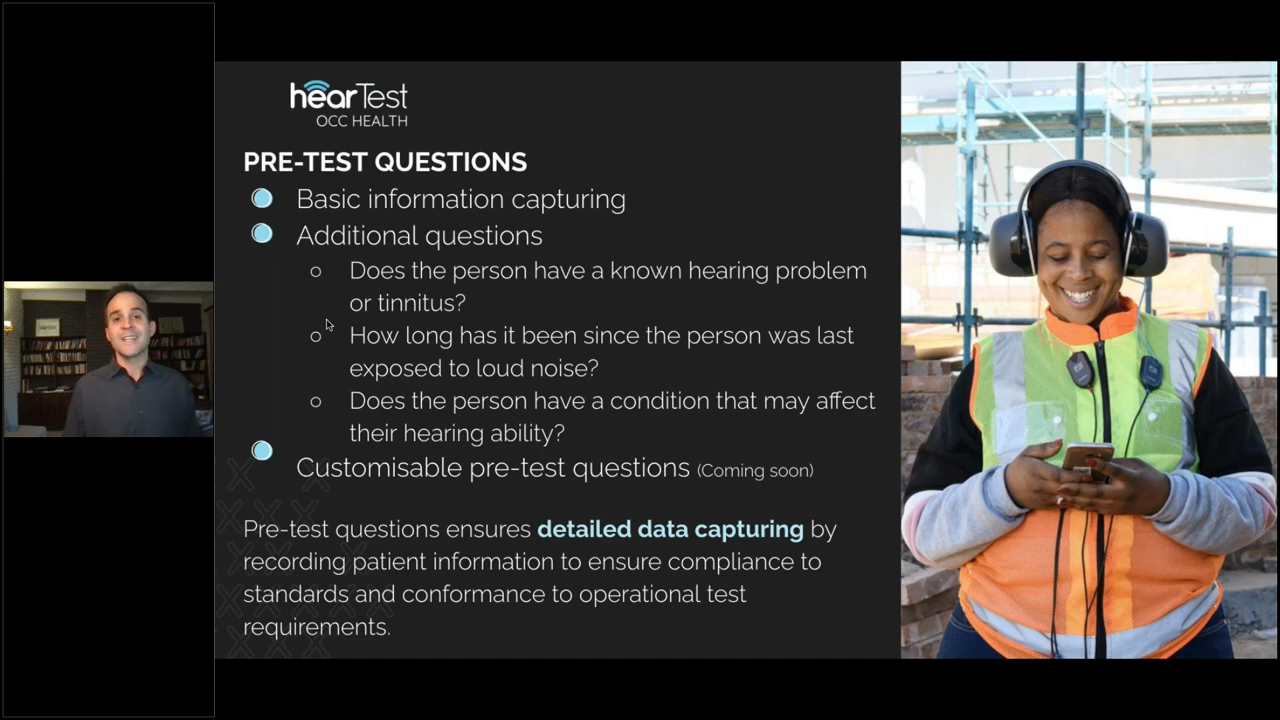 hearTest
OCC HEALTH
PRE-TEST QUESTIONS
Basic information capturing
Additional questions
Does the person have a known hearing problem
or tinnitus?
How long has it been since the person was last
exposed to loud noise?
Does the person have a condition that may affect
their hearing ability?
Customisable pre-test questions (Coming soon)
Pre-test questions ensures detailed data capturing by
recording patient information to ensure compliance to
standards and conformance to operational test
requirements.